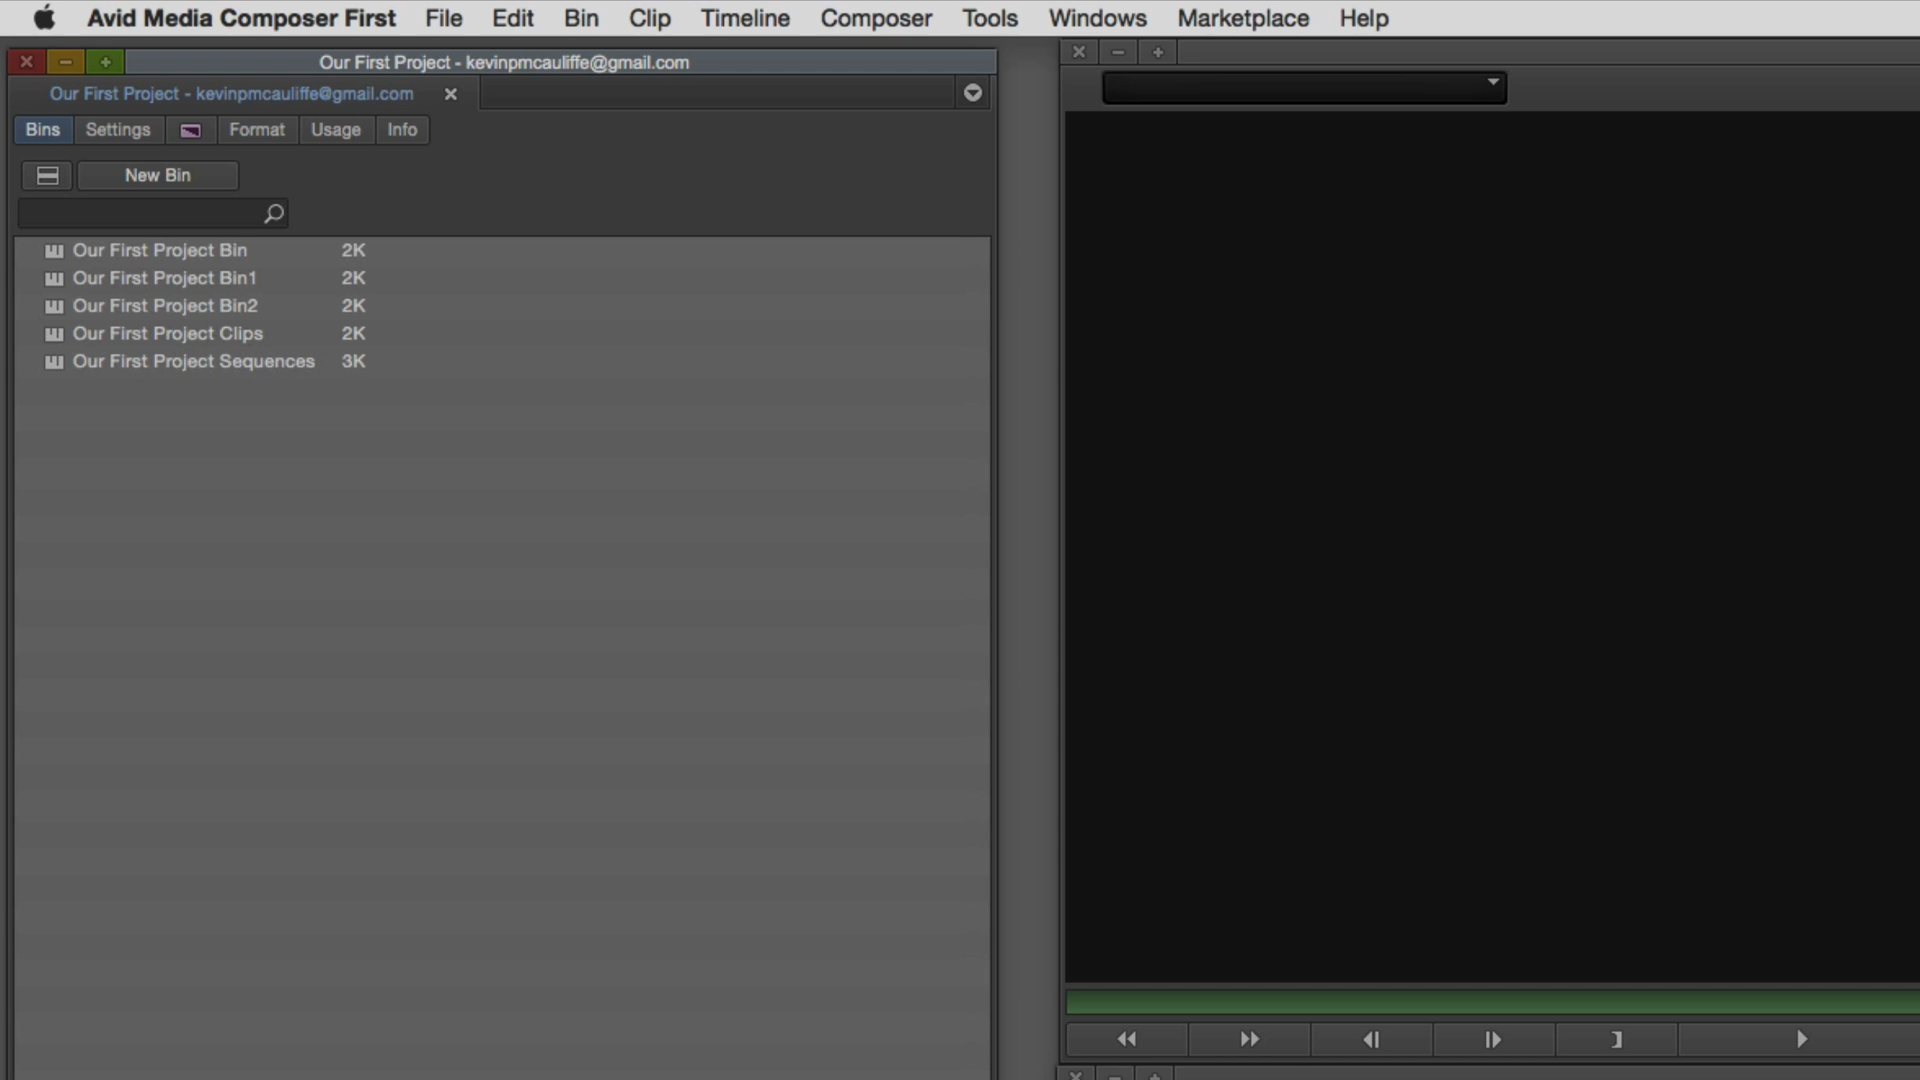 Avid Media Composer First File Edit Bin Clip Timeline Composer Tools Windows Marketplace Help
Our First Project - kevinpmcauliffe@gmail.com
Our First Project - kevinpmcauliffe@gmail.com
Bins Settings Format Usage Info
New Bin
Our First Project Bin 2K
Our First Project Bin1 2K
Our First Project Bin2 2K
Our First Project Clips 2K
Our First Project Sequences 3K